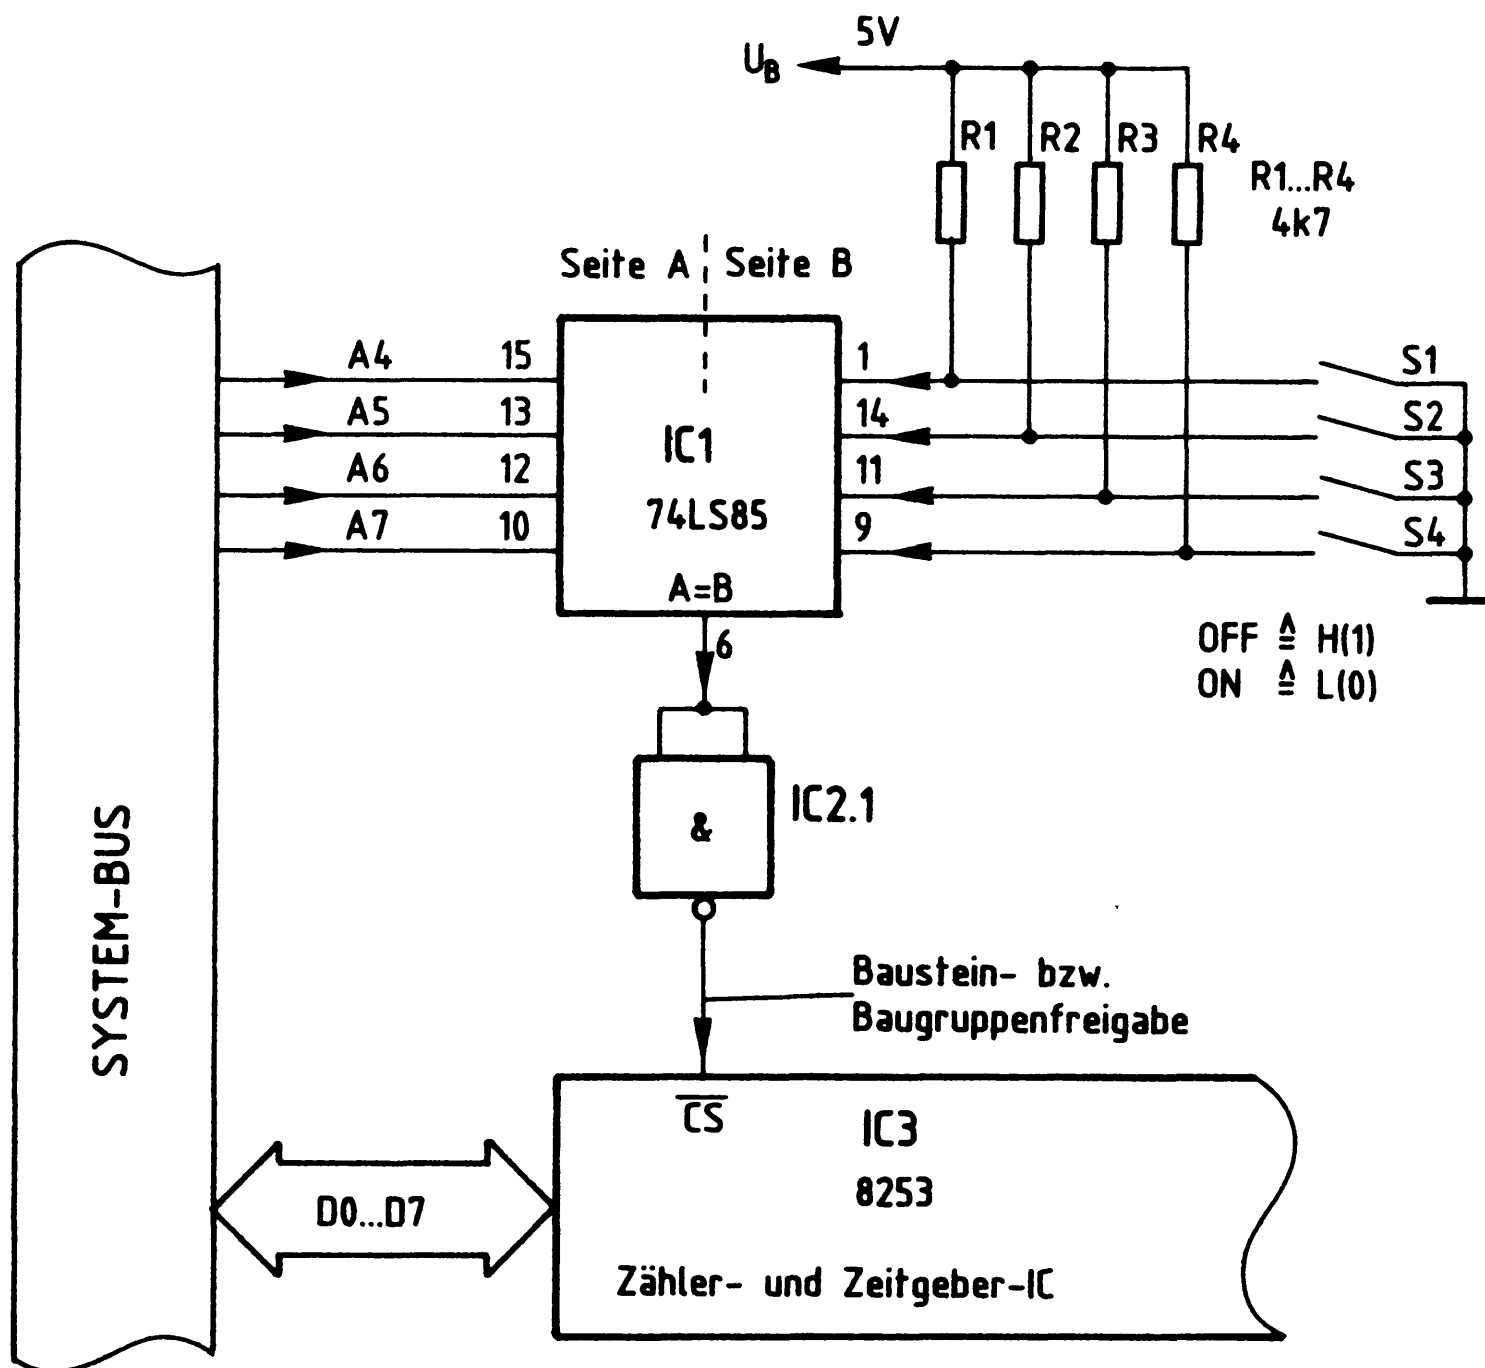 5V
UB
R1 R2 R3 R4
R1...R4
4k7
Seite A Seite B
A4 15 1 S1
A5 13 14 S2
A6 12 11 S3
A7 10 9 S4
IC1
74LS85
A=B
6
OFF ≙ H(1)
ON ≙ L(0)
&
IC2.1
SYSTEM-BUS
Baustein- bzw.
Baugruppenfreigabe
C̅S̅
IC3
8253
D0...D7
Zähler- und Zeitgeber-IC